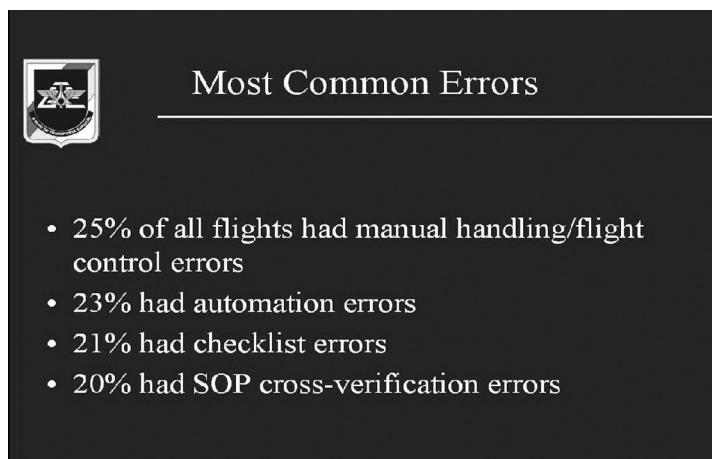 Most Common Errors
• 25% of all flights had manual handling/flight
control errors
• 23% had automation errors
• 21% had checklist errors
• 20% had SOP cross-verification errors